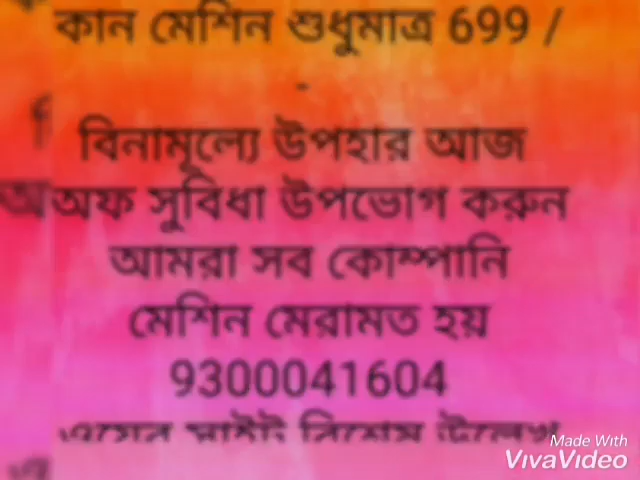 কান মেশিন শুধুমাত্র 699 /
-
বিনামূল্যে উপহার আজ
অফ সুবিধা উপভোগ করুন
আমরা সব কোম্পানি
মেশিন মেরামত হয়
9300041604
Made With
VivaVideo